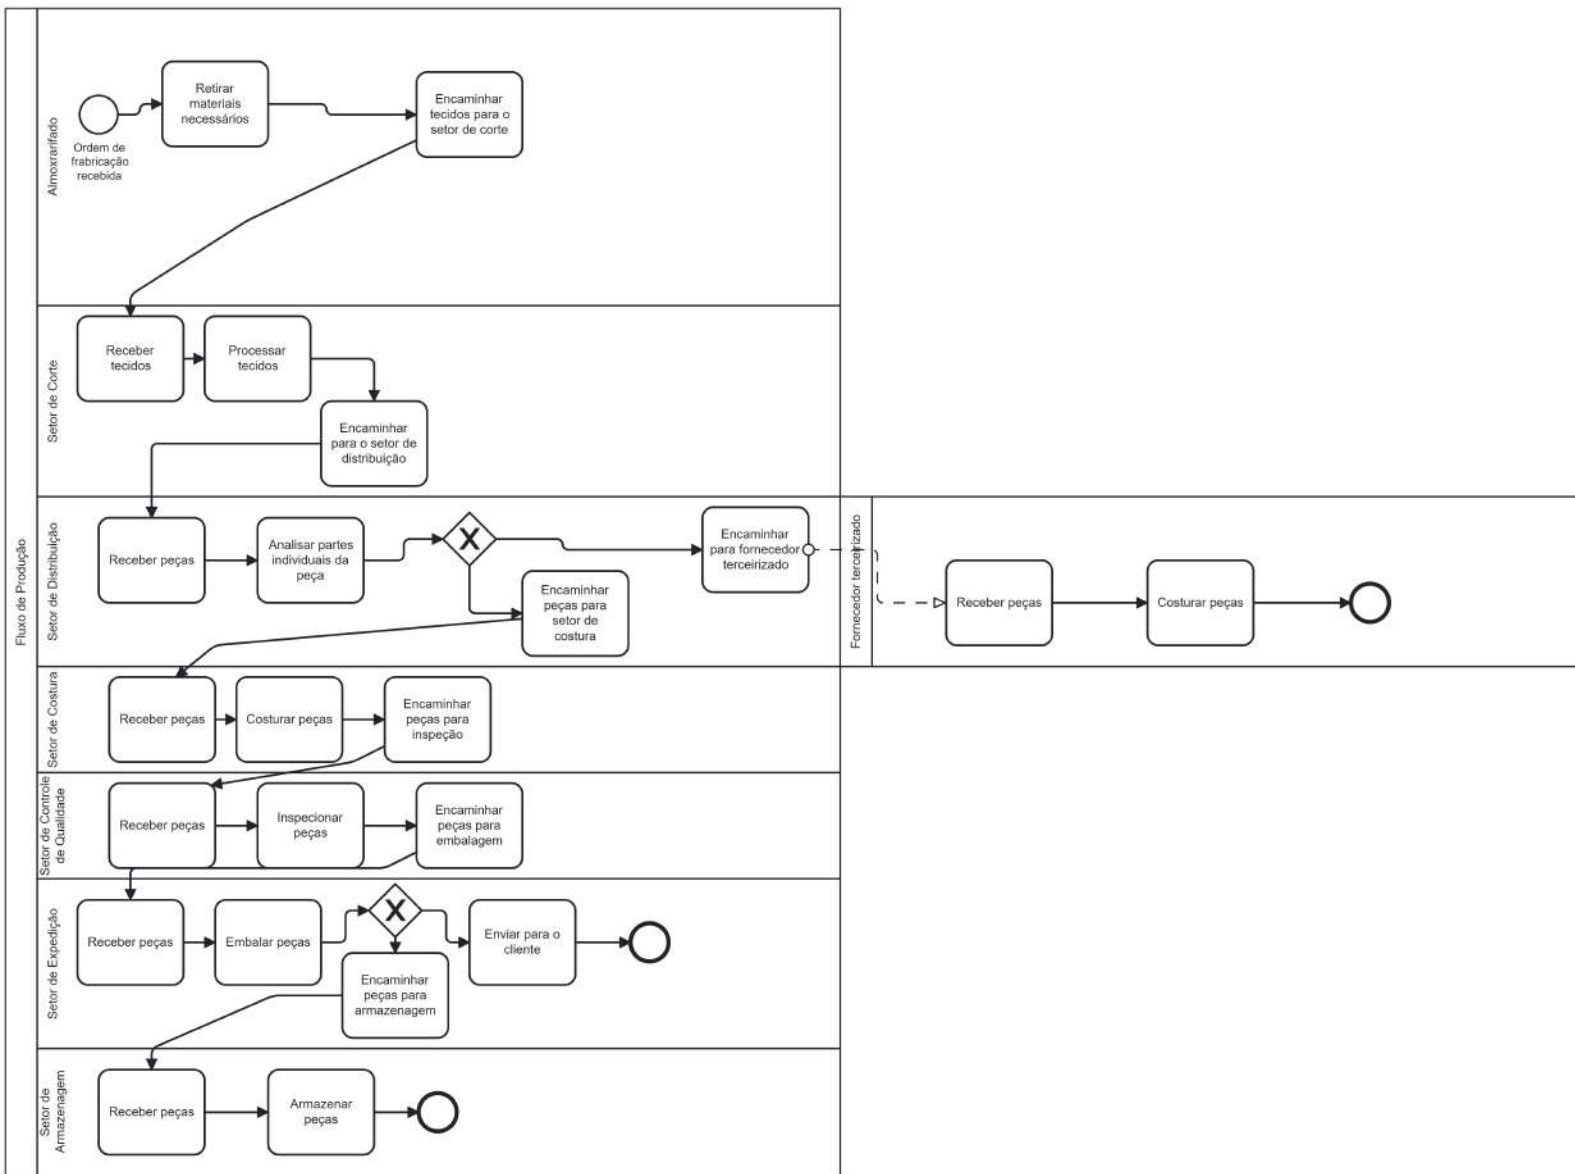 Fluxo de Produção
Almoxrarifado
Ordem de
frabricação
recebida
Retirar
materiais
necessários
Encaminhar
tecidos para o
setor de corte
Setor de Corte
Receber
tecidos
Processar
tecidos
Encaminhar
para o setor de
distribuição
Setor de Distribuição
Receber peças
Analisar partes
individuais da
peça
X
Encaminhar
peças para
setor de
costura
Encaminhar
para fornecedor
terceirizado
Fornecedor terceirizado
Receber peças
Costurar peças
Setor de Costura
Receber peças
Costurar peças
Encaminhar
peças para
inspeção
Setor de Controle
de Qualidade
Receber peças
Inspecionar
peças
Encaminhar
peças para
embalagem
Setor de Expedição
Receber peças
Embalar peças
X
Enviar para o
cliente
Encaminhar
peças para
armazenagem
Setor de
Armazenagem
Receber peças
Armazenar
peças